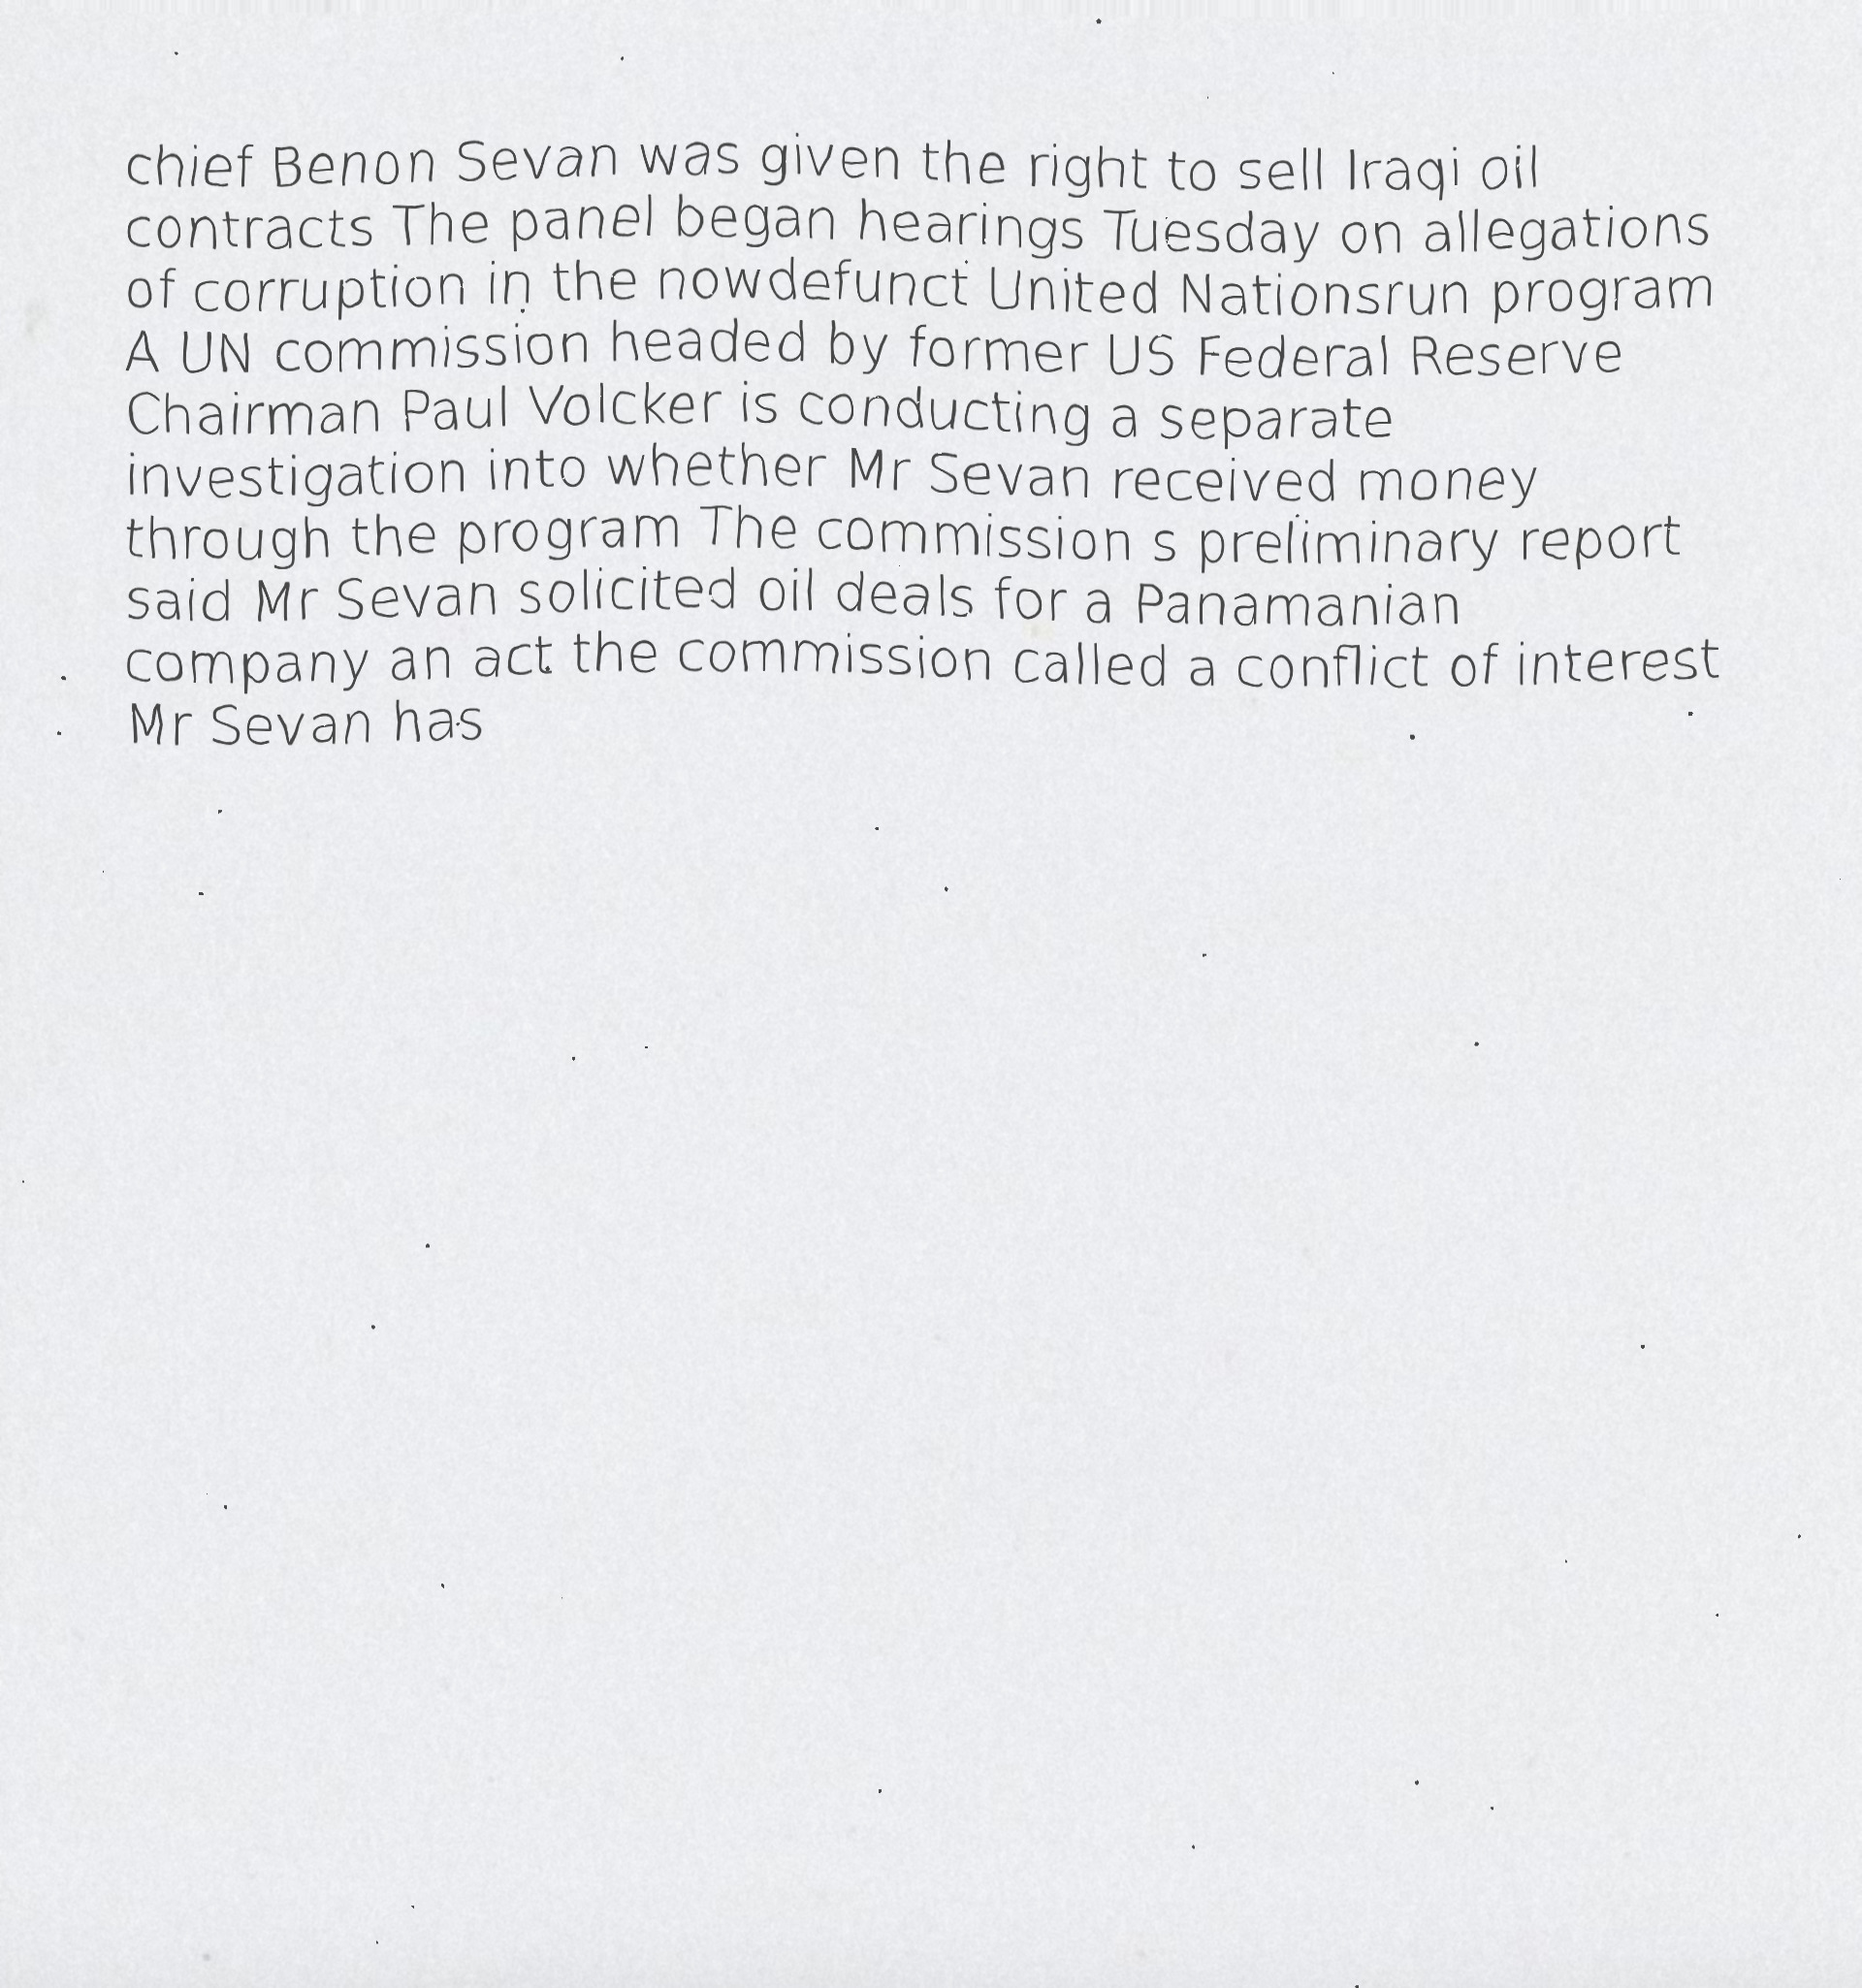 chief Benon Sevan was given the right to sell Iraqi oil
contracts The panel began hearings Tuesday on allegations
of corruption in the nowdefunct United Nationsrun program
A UN commission headed by former US Federal Reserve
Chairman Paul Volcker is conducting a separate
investigation into whether Mr Sevan received money
through the program The commission s preliminary report
said Mr Sevan solicited oil deals for a Panamanian
company an act the commission called a conflict of interest
Mr Sevan has